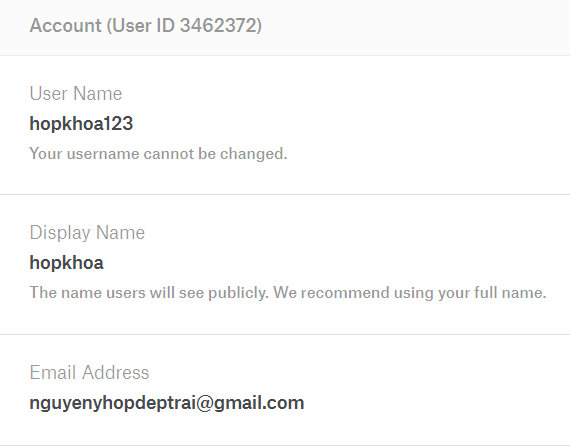 Account (User ID 3462372)
User Name
hopkhoa123
Your username cannot be changed.
Display Name
hopkhoa
The name users will see publicly. We recommend using your full name.
Email Address
nguyenyhopdeptrai@gmail.com